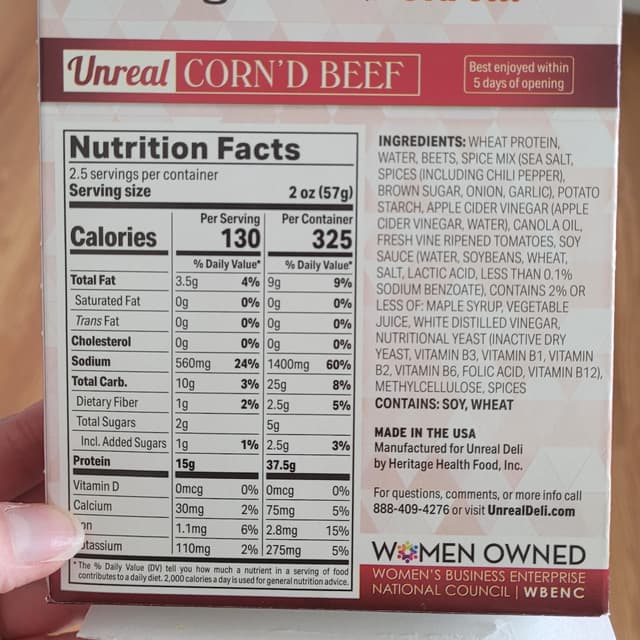 Unreal CORN'D BEEF
Best enjoyed within
5 days of opening
Nutrition Facts
2.5 servings per container
Serving size 2 oz (57g)
Per Serving Per Container
Calories 130 325
% Daily Value* % Daily Value*
Total Fat 3.5g 4% 9g 9%
Saturated Fat 0g 0% 0g 0%
Trans Fat 0g 0% 0g 0%
Cholesterol 0g 0% 0g 0%
Sodium 560mg 24% 1400mg 60%
Total Carb. 10g 3% 25g 8%
Dietary Fiber 1g 2% 2.5g 5%
Total Sugars 2g 5g
Incl. Added Sugars 1g 1% 2.5g 3%
Protein 15g 37.5g
Vitamin D 0mcg 0% 0mcg 0%
Calcium 30mg 2% 75mg 5%
on 1.1mg 6% 2.8mg 15%
otassium 110mg 2% 275mg 5%
* The % Daily Value (DV) tell you how much a nutrient in a serving of food
contributes to a daily diet. 2,000 calories a day is used for general nutrition advice.
INGREDIENTS: WHEAT PROTEIN,
WATER, BEETS, SPICE MIX (SEA SALT,
SPICES (INCLUDING CHILI PEPPER),
BROWN SUGAR, ONION, GARLIC), POTATO
STARCH, APPLE CIDER VINEGAR (APPLE
CIDER VINEGAR, WATER), CANOLA OIL,
FRESH VINE RIPENED TOMATOES, SOY
SAUCE (WATER, SOYBEANS, WHEAT,
SALT, LACTIC ACID, LESS THAN 0.1%
SODIUM BENZOATE), CONTAINS 2% OR
LESS OF: MAPLE SYRUP, VEGETABLE
JUICE, WHITE DISTILLED VINEGAR,
NUTRITIONAL YEAST (INACTIVE DRY
YEAST, VITAMIN B3, VITAMIN B1, VITAMIN
B2, VITAMIN B6, FOLIC ACID, VITAMIN B12),
METHYLCELLULOSE, SPICES
CONTAINS: SOY, WHEAT
MADE IN THE USA
Manufactured for Unreal Deli
by Heritage Health Food, Inc.
For questions, comments, or more info call
888-409-4276 or visit UnrealDeli.com
WOMEN OWNED
WOMEN'S BUSINESS ENTERPRISE
NATIONAL COUNCIL | WBENC